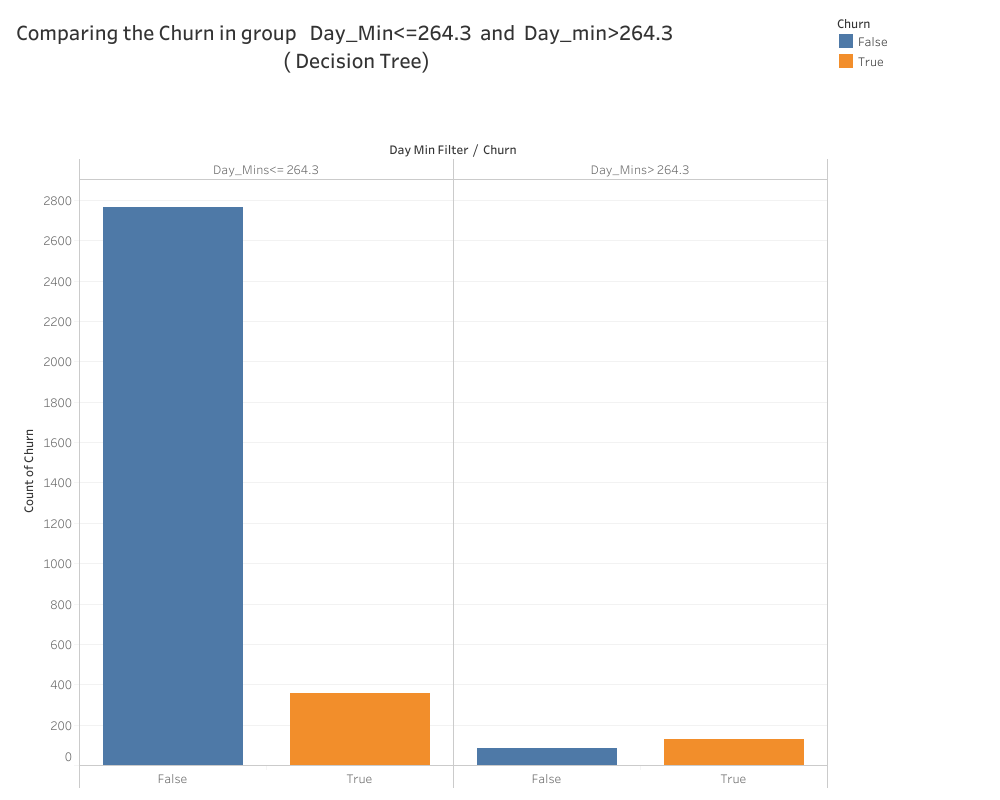 Comparing the Churn in group Day_Min<=264.3 and Day_min>264.3
( Decision Tree)
Churn
False
True
Day Min Filter / Churn
Day_Mins<= 264.3
Day_Mins> 264.3
2800
2600
2400
2200
2000
1800
1600
1400
1200
1000
800
600
400
200
0
Count of Churn
False
True
False
True